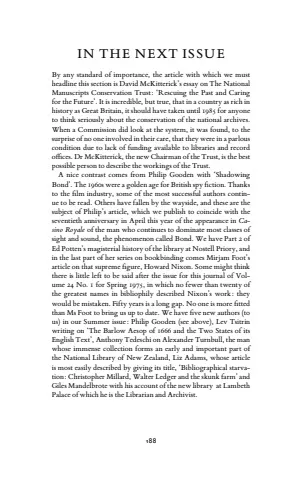 IN THE NEXT ISSUE
By any standard of importance, the article with which we must
headline this section is David McKitterick's essay on The National
Manuscripts Conservation Trust: 'Rescuing the Past and Caring
for the Future'. It is incredible, but true, that in a country as rich in
history as Great Britain, it should have taken until 1985 for anyone
to think seriously about the conservation of the national archives.
When a Commission did look at the system, it was found, to the
surprise of no one involved in their care, that they were in a parlous
condition due to lack of funding available to libraries and record
offices. Dr McKitterick, the new Chairman of the Trust, is the best
possible person to describe the workings of the Trust.
A nice contrast comes from Philip Gooden with 'Shadowing
Bond'. The 1960s were a golden age for British spy fiction. Thanks
to the film industry, some of the most successful authors contin-
ue to be read. Others have fallen by the wayside, and these are the
subject of Philip's article, which we publish to coincide with the
seventieth anniversary in April this year of the appearance in Ca-
sino Royale of the man who continues to dominate most classes of
sight and sound, the phenomenon called Bond. We have Part 2 of
Ed Potten's magisterial history of the library at Nostell Priory, and
in the last part of her series on bookbinding comes Mirjam Foot's
article on that supreme figure, Howard Nixon. Some might think
there is little left to be said after the issue for this journal of Vol-
ume 24 No. 1 for Spring 1975, in which no fewer than twenty of
the greatest names in bibliophily described Nixon's work: they
would be mistaken. Fifty years is a long gap. No one is more fitted
than Ms Foot to bring us up to date. We have five new authors (to
us) in our Summer issue: Philip Gooden (see above), Lev Tsitrin
writing on 'The Barlow Aesop of 1666 and the Two States of its
English Text', Anthony Tedeschi on Alexander Turnbull, the man
whose immense collection forms an early and important part of
the National Library of New Zealand, Liz Adams, whose article
is most easily described by giving its title, 'Bibliographical starva-
tion: Christopher Millard, Walter Ledger and the skunk farm' and
Giles Mandelbrote with his account of the new library at Lambeth
Palace of which he is the Librarian and Archivist.
188